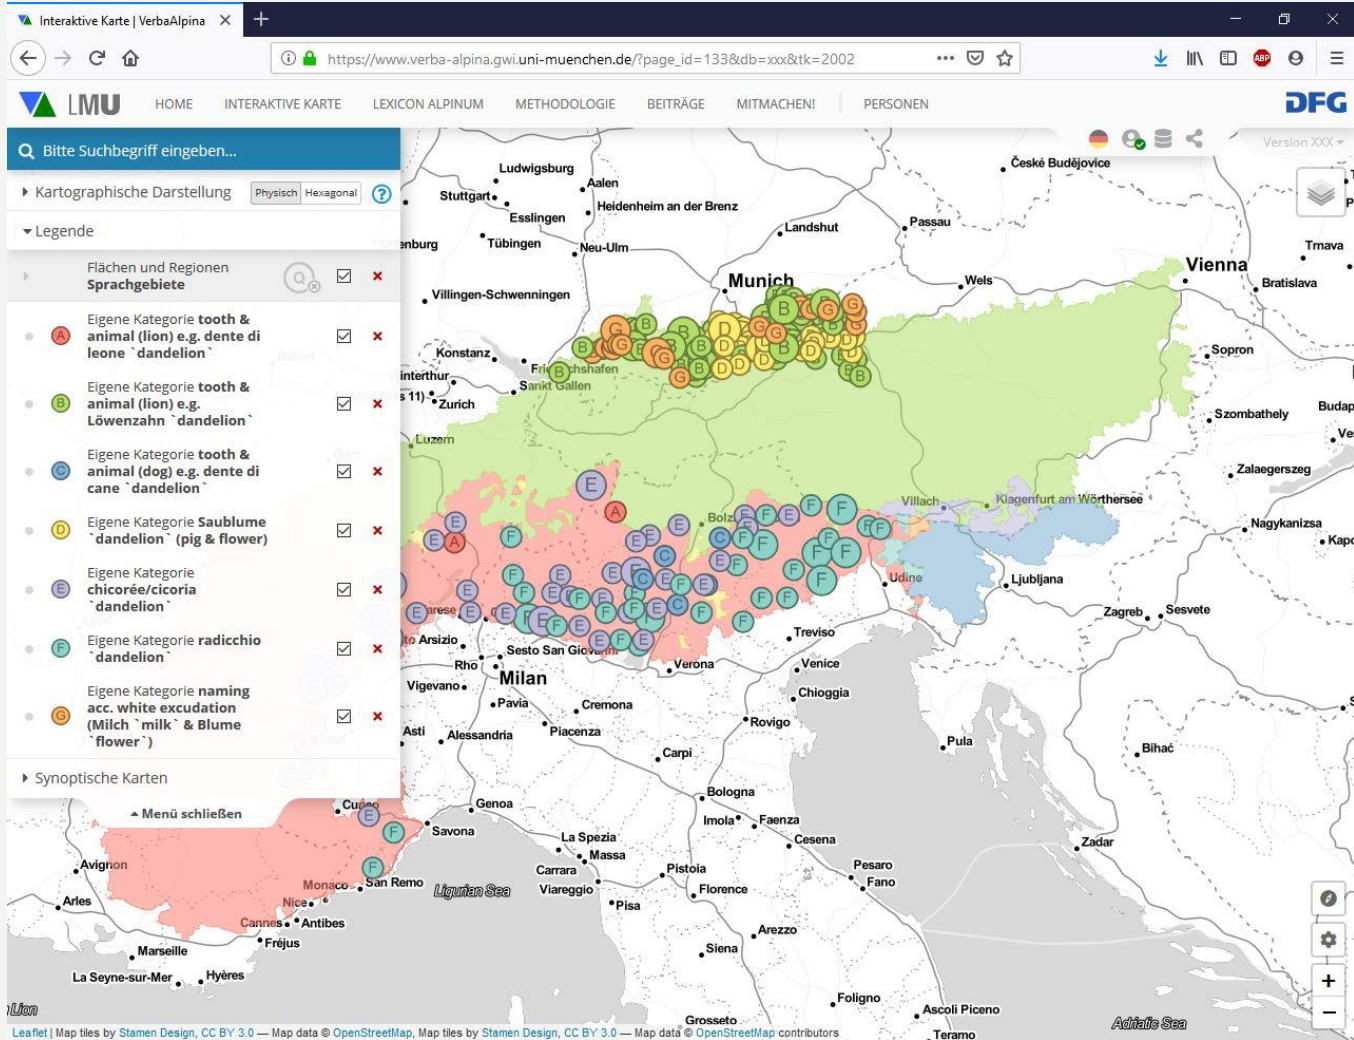 Interaktive Karte | VerbaAlpina
https://www.verba-alpina.gwi.uni-muenchen.de/?page_id=133&db=xxx&tk=2002
ABP
LMU
HOME
INTERAKTIVE KARTE
LEXICON ALPINUM
METHODOLOGIE
BEITRÄGE
MITMACHEN!
PERSONEN
DFG
Bitte Suchbegriff eingeben...
Version XXX
Kartographische Darstellung
Physisch
Hexagonal
?
Legende
Flächen und Regionen
Sprachgebiete
A
Eigene Kategorie tooth &
animal (lion) e.g. dente di
leone `dandelion`
B
Eigene Kategorie tooth &
animal (lion) e.g.
Löwenzahn `dandelion`
C
Eigene Kategorie tooth &
animal (dog) e.g. dente di
cane `dandelion`
D
Eigene Kategorie Saublume
`dandelion` (pig & flower)
E
Eigene Kategorie
chicorée/cicoria
`dandelion`
F
Eigene Kategorie radicchio
`dandelion`
G
Eigene Kategorie naming
acc. white excudation
(Milch `milk` & Blume
`flower`)
Synoptische Karten
Menü schließen
Ludwigsburg
Aalen
Stuttgart
Heidenheim an der Brenz
Esslingen
Tübingen
Neu-Ulm
Villingen-Schwenningen
České Budějovice
Landshut
Passau
Munich
Wels
Vienna
Trnava
Bratislava
Konstanz
Sankt Gallen
Zurich
Luzern
Sopron
Szombathely
Zalaegerszeg
Nagykanizsa
Villach
Klagenfurt am Wörthersee
Udine
Ljubljana
Zagreb
Sesvete
Treviso
Venice
Chioggia
Verona
Sesto San Giovanni
Rho
Milan
Vigevano
Pavia
Cremona
Asti
Alessandria
Piacenza
Rovigo
Carpi
Pula
Bihać
Bologna
Imola
Faenza
Cesena
Genoa
Savona
La Spezia
Massa
Carrara
Viareggio
Pistoia
Florence
Pisa
Pesaro
Fano
Zadar
Avignon
Arles
Monaco
San Remo
Nice
Cannes
Antibes
Fréjus
Marseille
La Seyne-sur-Mer
Hyères
Ligurian Sea
Arezzo
Siena
Foligno
Grosseto
Ascoli Piceno
Teramo
Adriatic Sea
Leaflet | Map tiles by Stamen Design, CC BY 3.0 — Map data © OpenStreetMap, Map tiles by Stamen Design, CC BY 3.0 — Map data © OpenStreetMap contributors